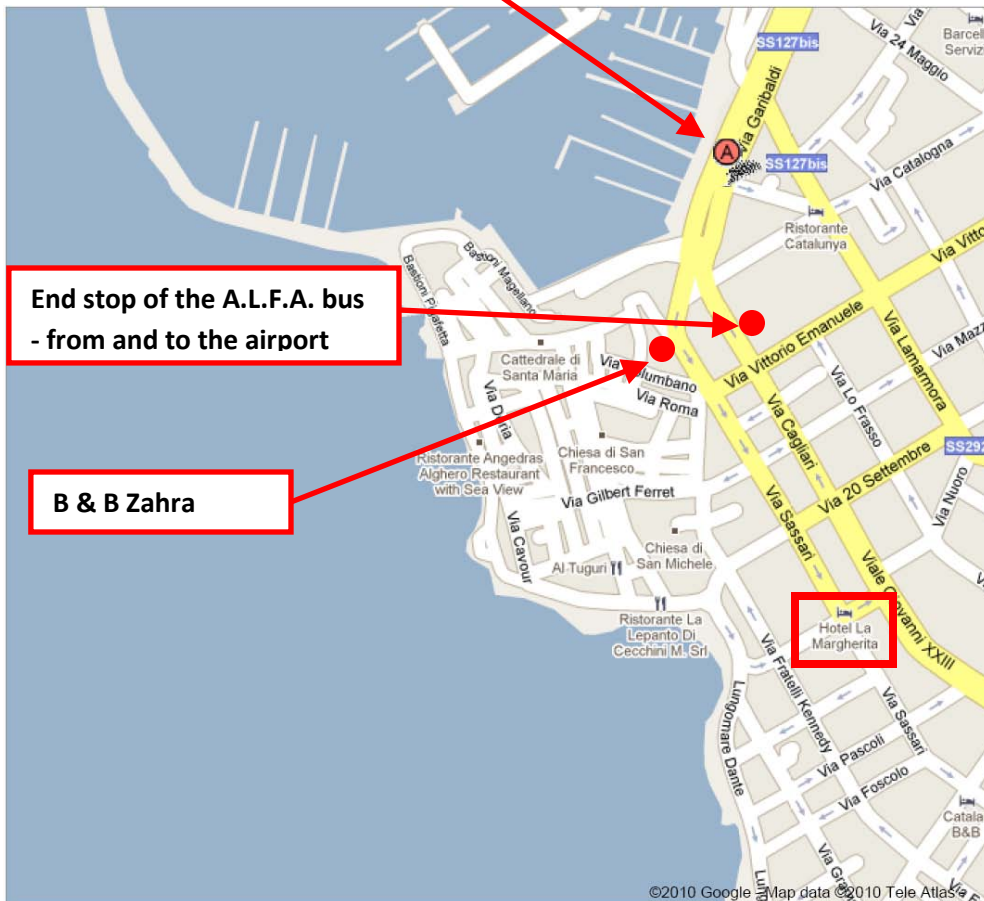 SS127bis
Via 24 Maggio
Via
Via Garibaldi
A
SS127bis
Via Catalogna
Ristorante
Catalunya
Bastioni Magellano
Bastioni Pigafetta
End stop of the A.L.F.A. bus
- from and to the airport
Via Vittorio Emanuele
Via Lamarmora
Cattedrale di
Santa Maria
Via Roma
Via Doria
Via Cagliari
Via Lo Frasso
SS292
Ristorante Angedras
Alghero Restaurant
with Sea View
Chiesa di San
Francesco
Via 20 Settembre
Via Nuoro
B & B Zahra
Via Gilbert Ferret
Via Sassari
Via Cavour
Chiesa di
San Michele
Al Tuguri
Viale Giovanni XXIII
Ristorante La
Lepanto Di
Cecchini M. Srl
Hotel La
Margherita
Via Fratelli Kennedy
Lungomare Dante
Via Sassari
Via Pascoli
Via Foscolo
B&B
©2010 Google - Map data ©2010 Tele Atlas